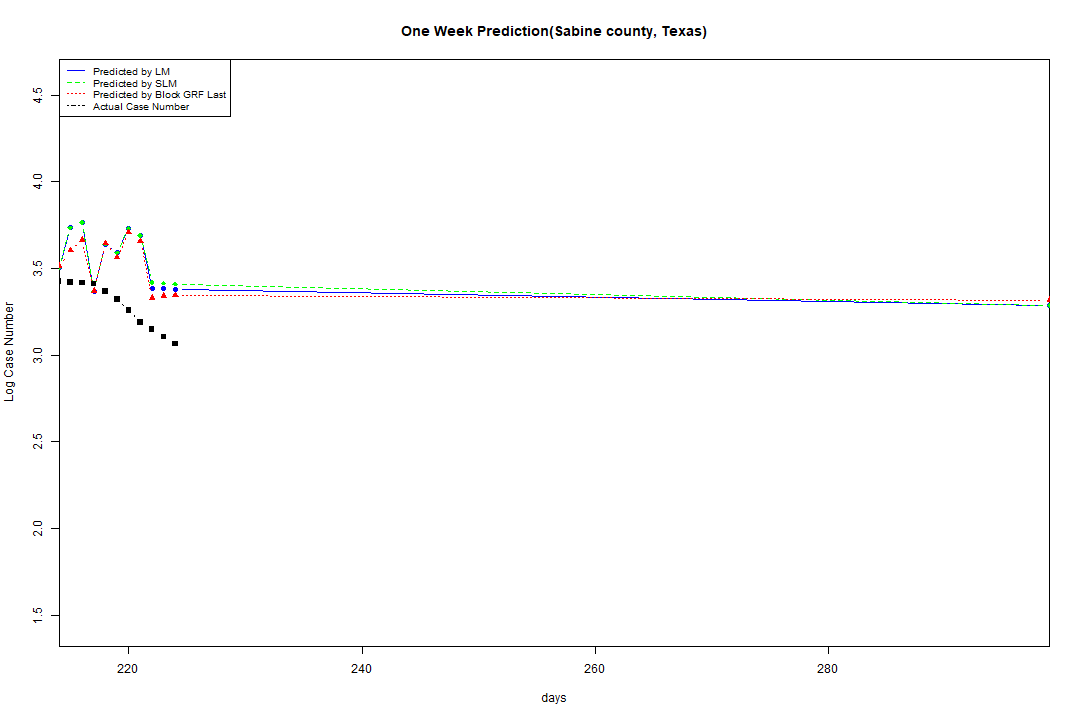 One Week Prediction(Sabine county, Texas)
Predicted by LM
Predicted by SLM
Predicted by Block GRF Last
Actual Case Number
Log Case Number
4.5
4.0
3.5
3.0
2.5
2.0
1.5
220 240 260 280
days